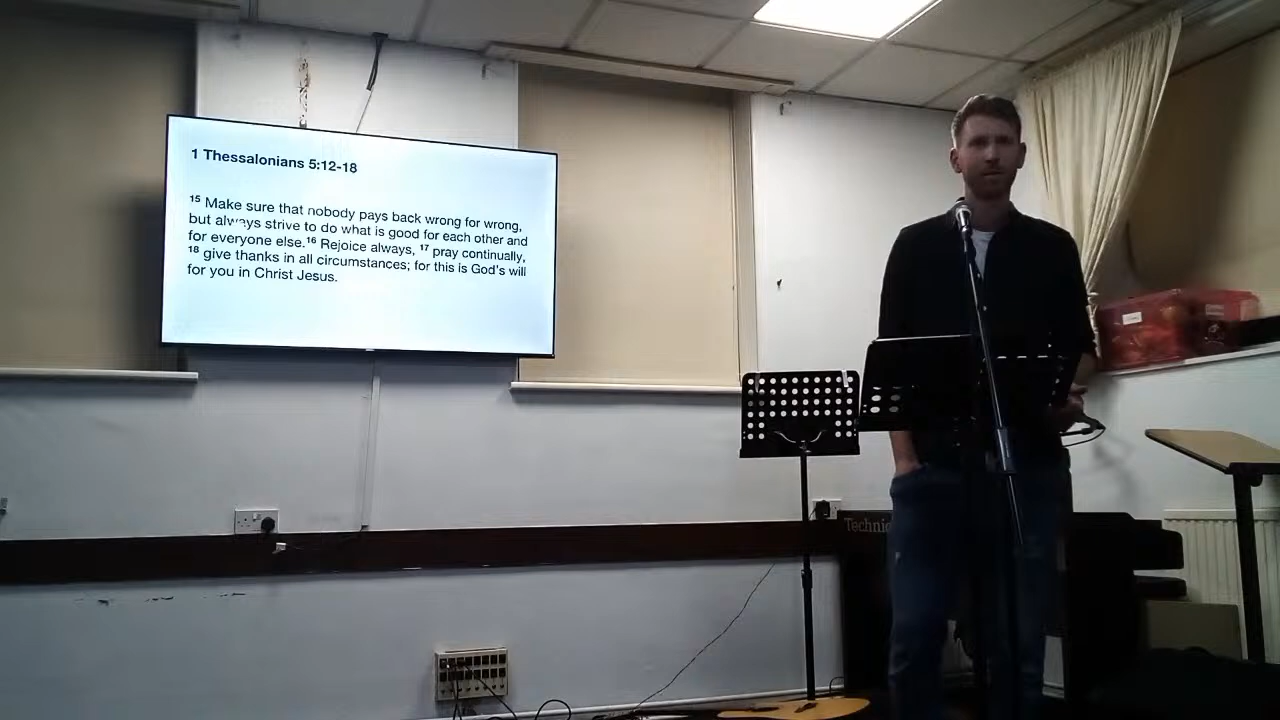 1 Thessalonians 5:12-18
15 Make sure that nobody pays back wrong for wrong,
but always strive to do what is good for each other and
for everyone else. 16 Rejoice always, 17 pray continually,
18 give thanks in all circumstances; for this is God's will
for you in Christ Jesus.
Technic